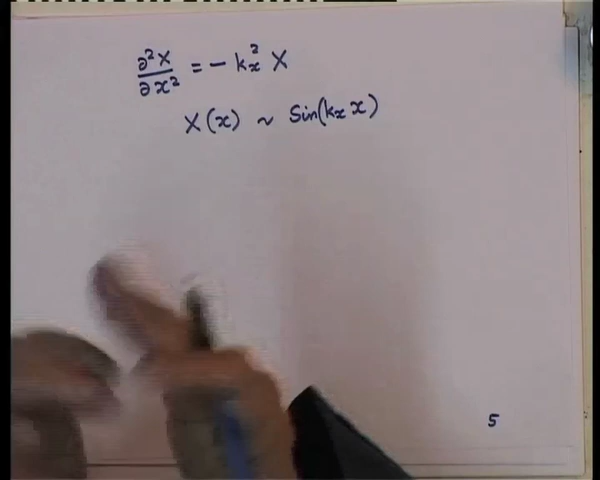 ∂²X/∂x² = - kₓ² X
X(x) ~ Sin(kₓ x)
5